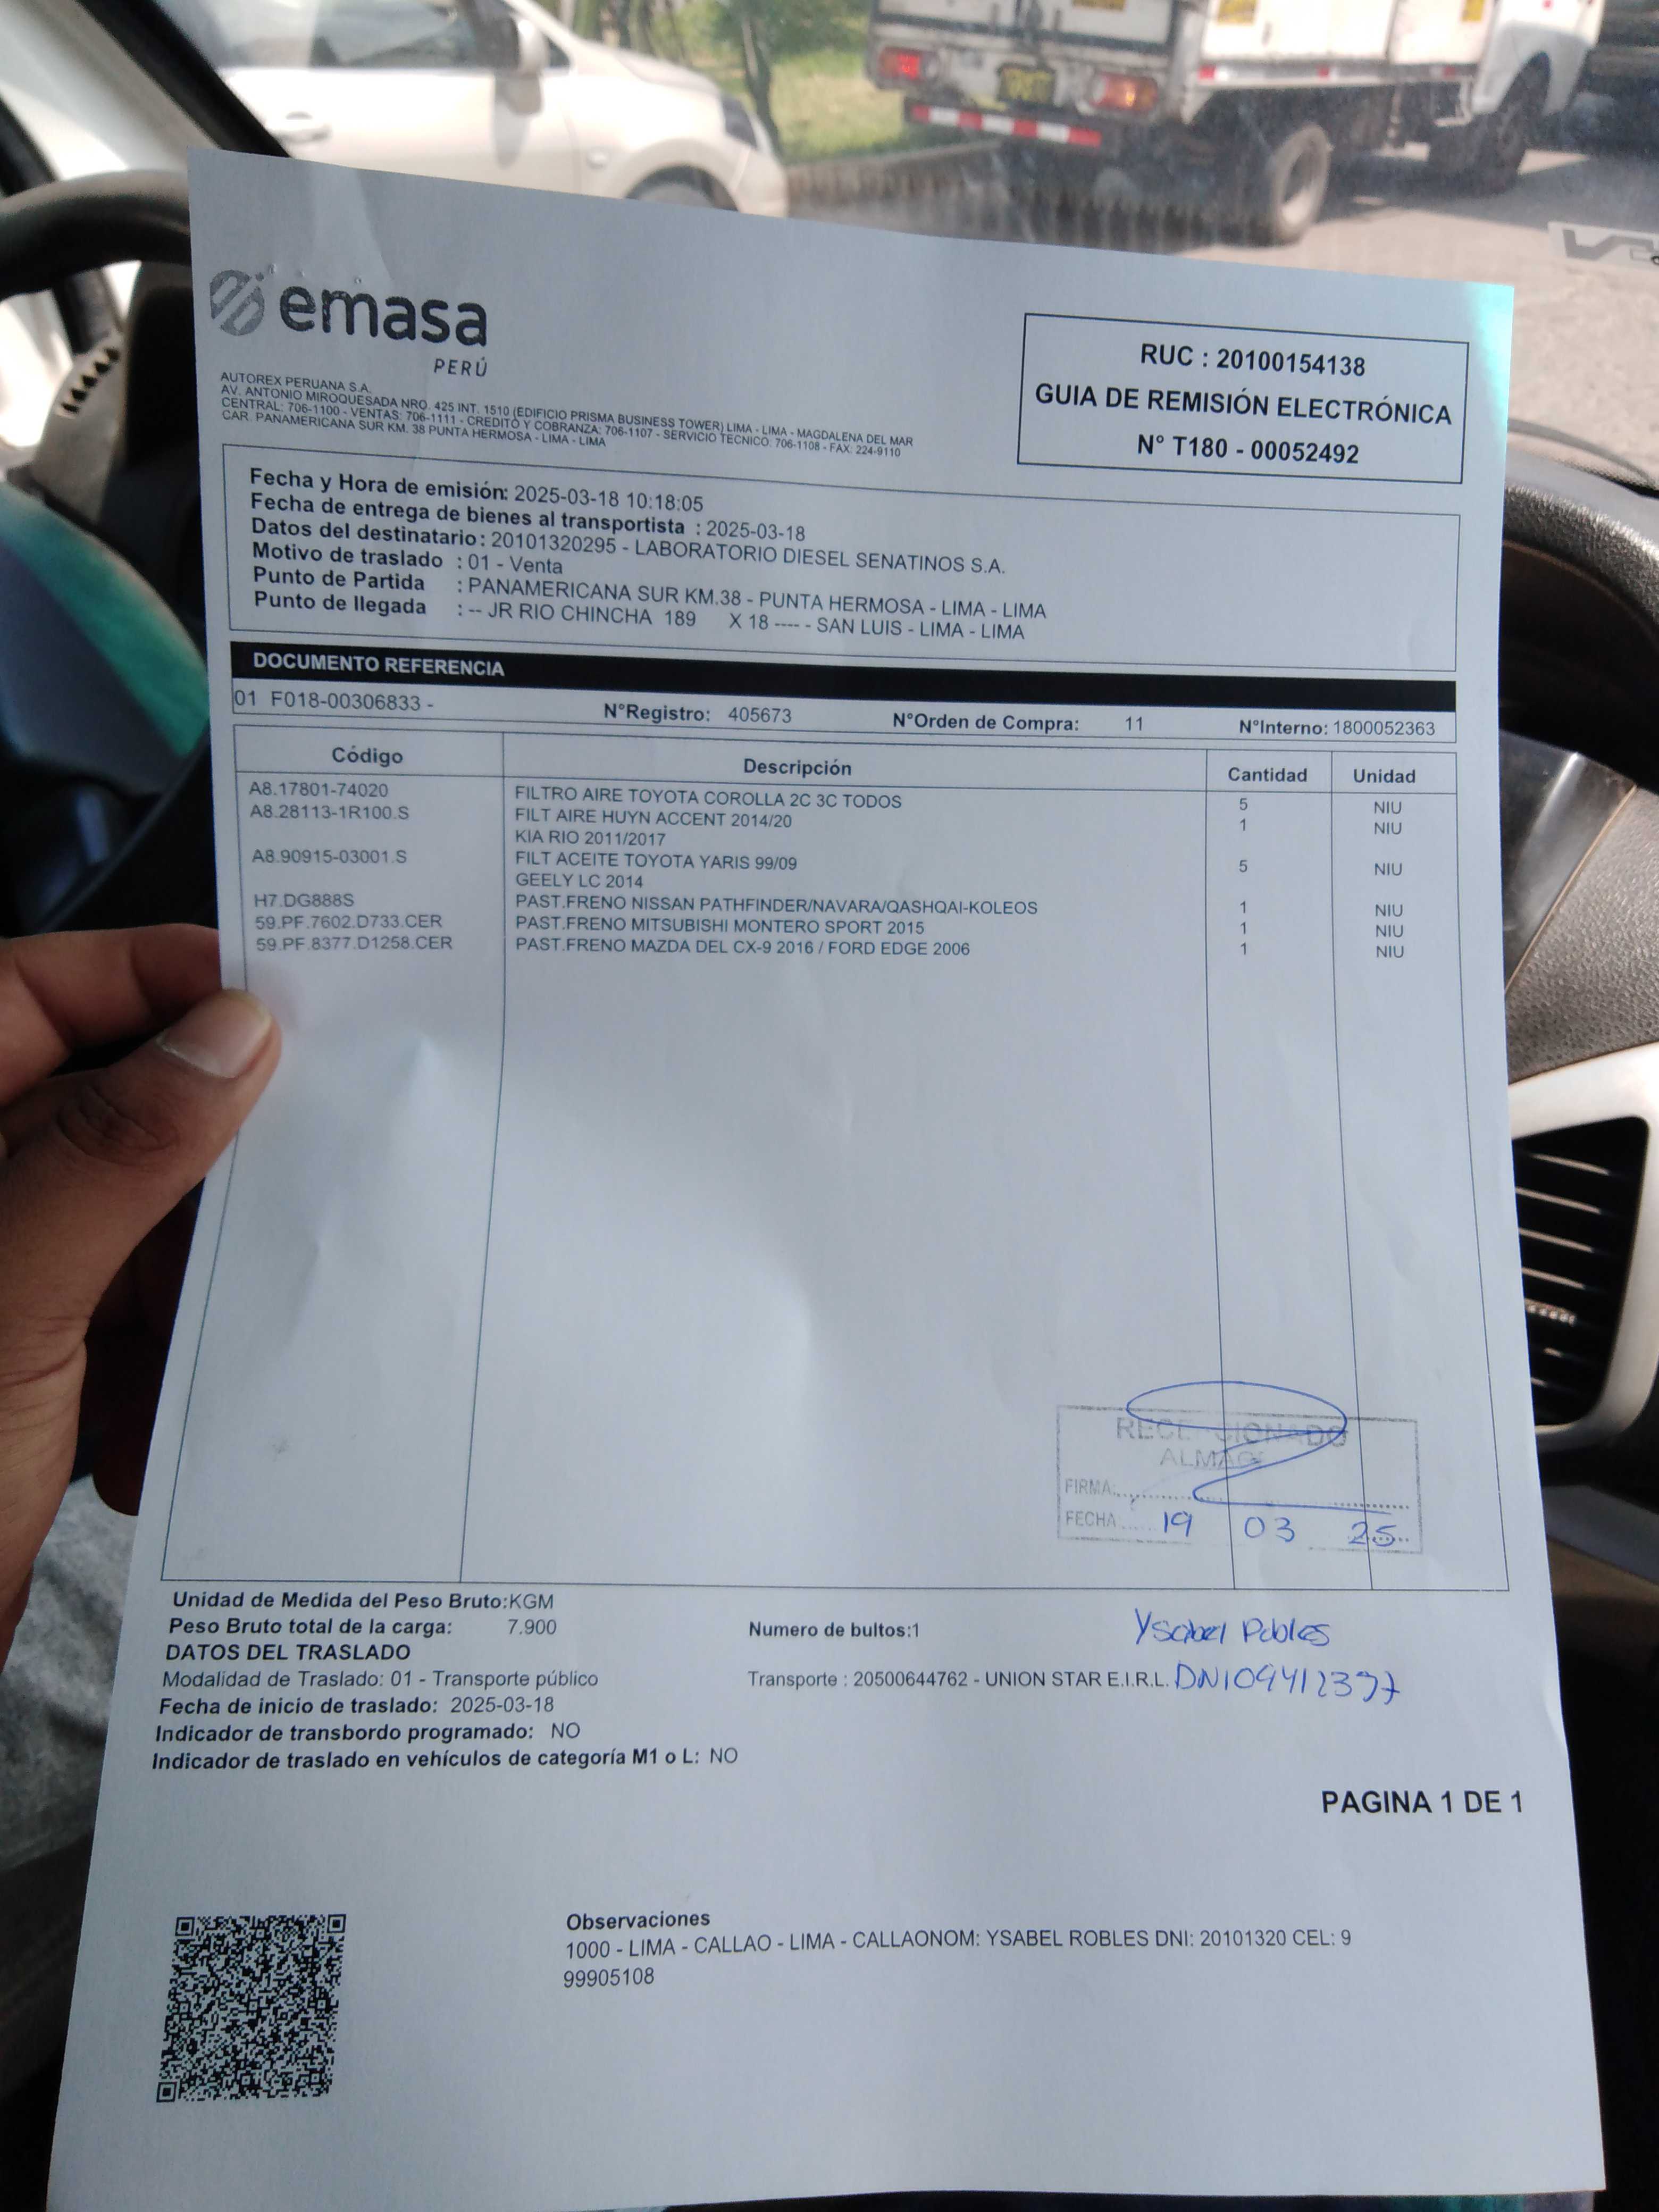 emasa
PERÚ
AUTOREX PERUANA S.A.
AV. ANTONIO MIROQUESADA NRO. 425 INT. 1510 (EDIFICIO PRISMA BUSINESS TOWER) LIMA - LIMA - MAGDALENA DEL MAR
CENTRAL: 706-1100 - VENTAS: 706-1111 - CREDITO Y COBRANZA: 706-1107 - SERVICIO TECNICO: 706-1108 - FAX: 224-9110
CAR. PANAMERICANA SUR KM. 38 PUNTA HERMOSA - LIMA - LIMA
RUC : 20100154138
GUIA DE REMISIÓN ELECTRÓNICA
N° T180 - 00052492
Fecha y Hora de emisión: 2025-03-18 10:18:05
Fecha de entrega de bienes al transportista : 2025-03-18
Datos del destinatario: 20101320295 - LABORATORIO DIESEL SENATINOS S.A.
Motivo de traslado : 01 - Venta
Punto de Partida : PANAMERICANA SUR KM.38 - PUNTA HERMOSA - LIMA - LIMA
Punto de llegada : -- JR RIO CHINCHA 189 X 18 ---- - SAN LUIS - LIMA - LIMA
DOCUMENTO REFERENCIA
01 F018-00306833 - N°Registro: 405673 N°Orden de Compra: 11 N°Interno: 1800052363
Código Descripción Cantidad Unidad
A8.17801-74020 FILTRO AIRE TOYOTA COROLLA 2C 3C TODOS 5 NIU
A8.28113-1R100.S FILT AIRE HUYN ACCENT 2014/20 1 NIU
KIA RIO 2011/2017
A8.90915-03001.S FILT ACEITE TOYOTA YARIS 99/09 5 NIU
GEELY LC 2014
H7.DG888S PAST.FRENO NISSAN PATHFINDER/NAVARA/QASHQAI-KOLEOS 1 NIU
59.PF.7602.D733.CER PAST.FRENO MITSUBISHI MONTERO SPORT 2015 1 NIU
59.PF.8377.D1258.CER PAST.FRENO MAZDA DEL CX-9 2016 / FORD EDGE 2006 1 NIU
FIRMA:
FECHA 19 03 25
Unidad de Medida del Peso Bruto:KGM
Peso Bruto total de la carga: 7.900 Numero de bultos:1 Ysabel Robles
DATOS DEL TRASLADO
Modalidad de Traslado: 01 - Transporte público Transporte : 20500644762 - UNION STAR E.I.R.L. DNI 09412397
Fecha de inicio de traslado: 2025-03-18
Indicador de transbordo programado: NO
Indicador de traslado en vehículos de categoría M1 o L: NO
PAGINA 1 DE 1
Observaciones
1000 - LIMA - CALLAO - LIMA - CALLAONOM: YSABEL ROBLES DNI: 20101320 CEL: 9
99905108